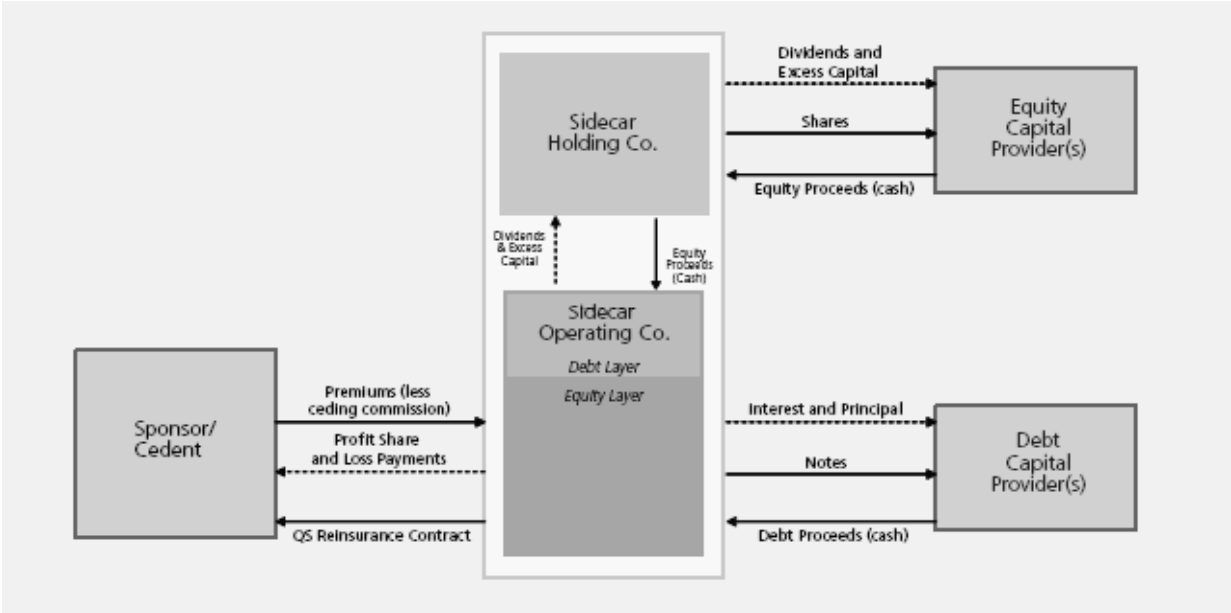 Dividends and
Excess Capital
Sidecar
Holding Co.
Shares
Equity
Capital
Provider(s)
Equity Proceeds (cash)
Dividends
& Excess
Capital
Equity
Proceeds
(Cash)
Sidecar
Operating Co.
Debt Layer
Equity Layer
Sponsor/
Cedent
Premiums (less
ceding commission)
Profit Share
and Loss Payments
QS Reinsurance Contract
Interest and Principal
Notes
Debt Proceeds (cash)
Debt
Capital
Provider(s)